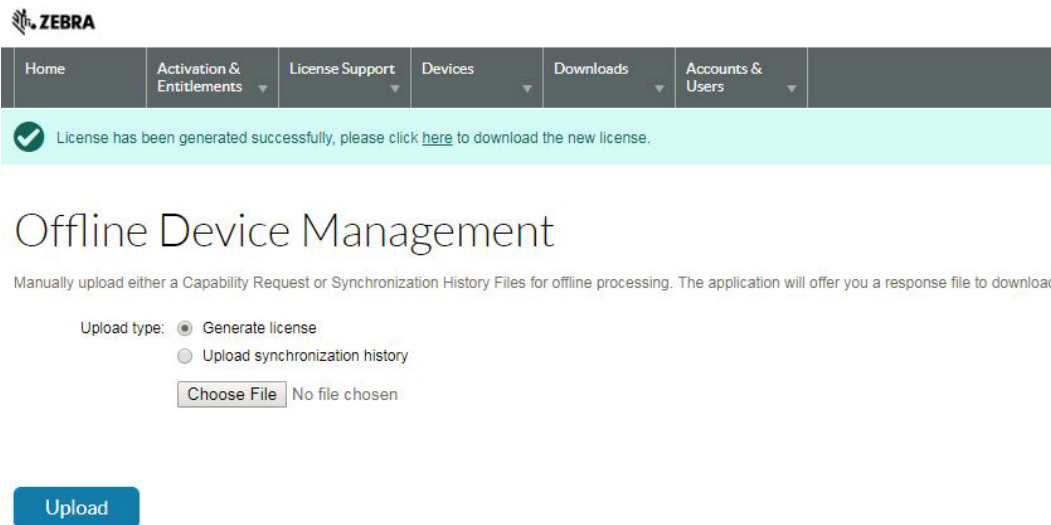 ZEBRA
Home
Activation &
Entitlements
License Support
Devices
Downloads
Accounts &
Users
License has been generated successfully, please click here to download the new license.
Offline Device Management
Manually upload either a Capability Request or Synchronization History Files for offline processing. The application will offer you a response file to download
Upload type:  Generate license
Upload synchronization history
Choose File  No file chosen
Upload